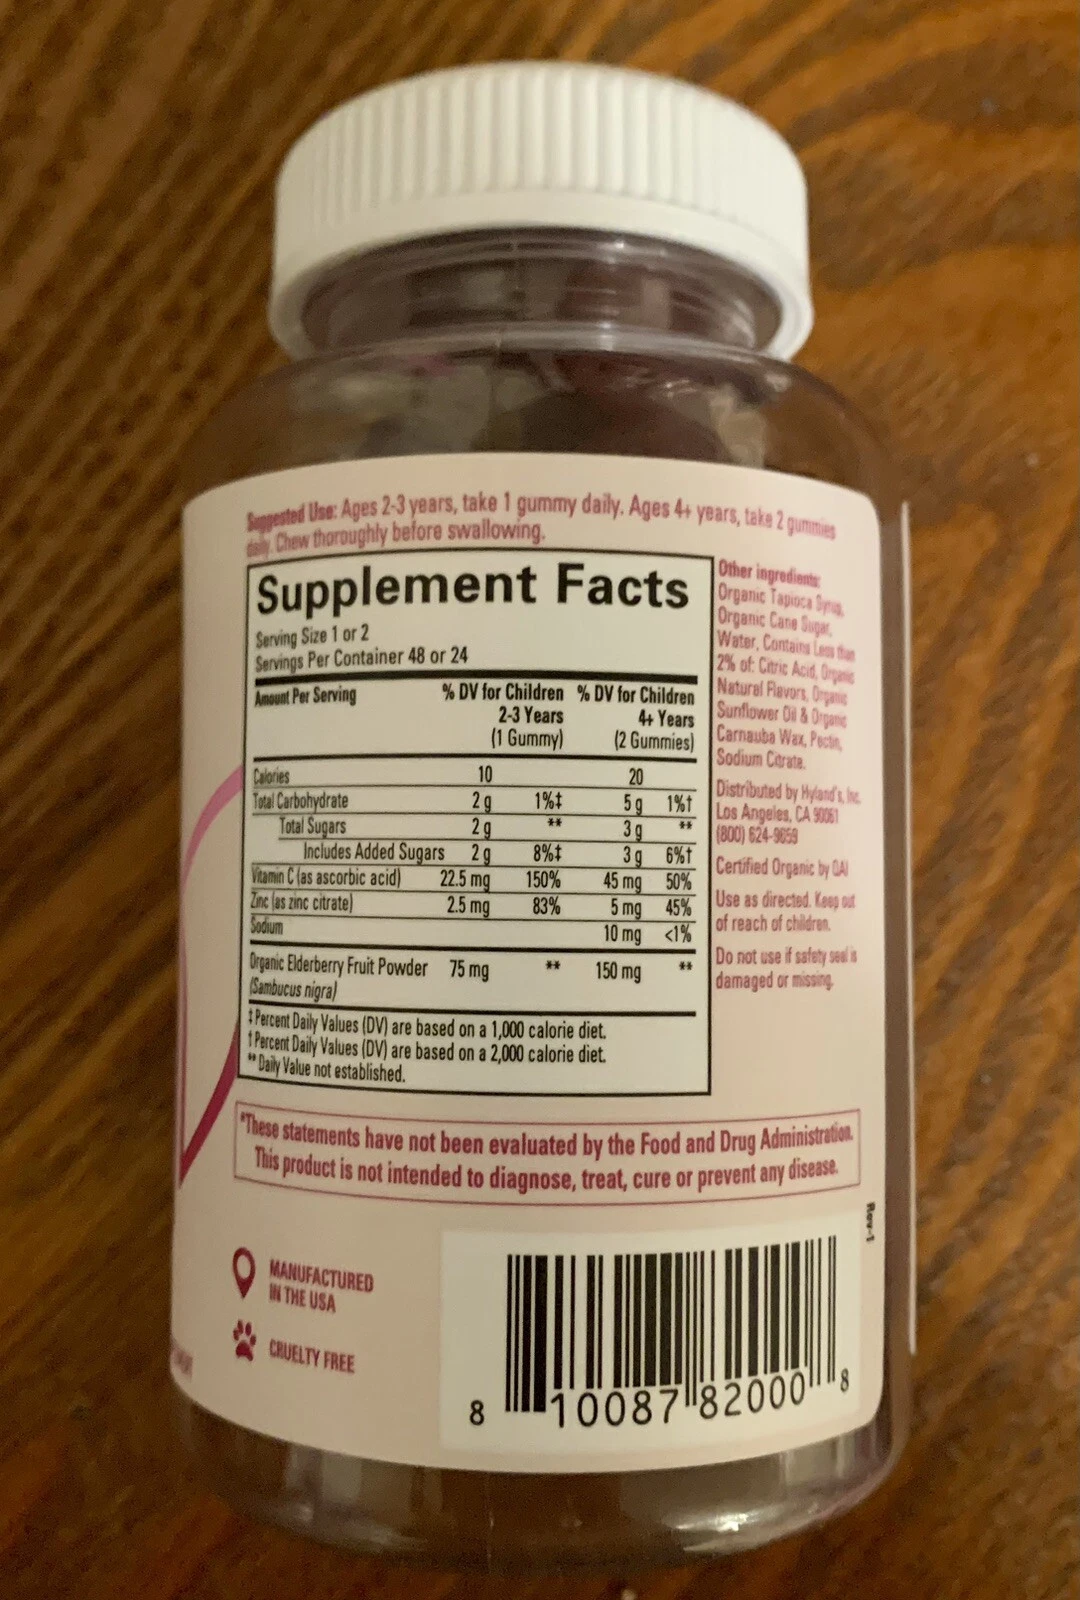 Suggested Use: Ages 2-3 years, take 1 gummy daily. Ages 4+ years, take 2 gummies
daily. Chew thoroughly before swallowing.
Supplement Facts
Serving Size 1 or 2
Servings Per Container 48 or 24
Amount Per Serving % DV for Children 2-3 Years (1 Gummy) % DV for Children 4+ Years (2 Gummies)
Calories 10 20
Total Carbohydrate 2 g 1%‡ 5 g 1%†
Total Sugars 2 g ** 3 g **
Includes Added Sugars 2 g 8%‡ 3 g 6%†
Vitamin C (as ascorbic acid) 22.5 mg 150% 45 mg 50%
Zinc (as zinc citrate) 2.5 mg 83% 5 mg 45%
Sodium 10 mg <1%
Organic Elderberry Fruit Powder 75 mg ** 150 mg **
(Sambucus nigra)
‡ Percent Daily Values (DV) are based on a 1,000 calorie diet.
† Percent Daily Values (DV) are based on a 2,000 calorie diet.
** Daily Value not established.
Other ingredients:
Organic Tapioca Syrup,
Organic Cane Sugar,
Water, Contains Less than
2% of: Citric Acid, Organic
Natural Flavors, Organic
Sunflower Oil & Organic
Carnauba Wax, Pectin,
Sodium Citrate.
Distributed by Hyland's, Inc.
Los Angeles, CA 90061
(800) 624-9659
Certified Organic by QAI
Use as directed. Keep out
of reach of children.
Do not use if safety seal is
damaged or missing.
*These statements have not been evaluated by the Food and Drug Administration.
This product is not intended to diagnose, treat, cure or prevent any disease.
Rev-1
MANUFACTURED
IN THE USA
CRUELTY FREE
8 10087 82000 8